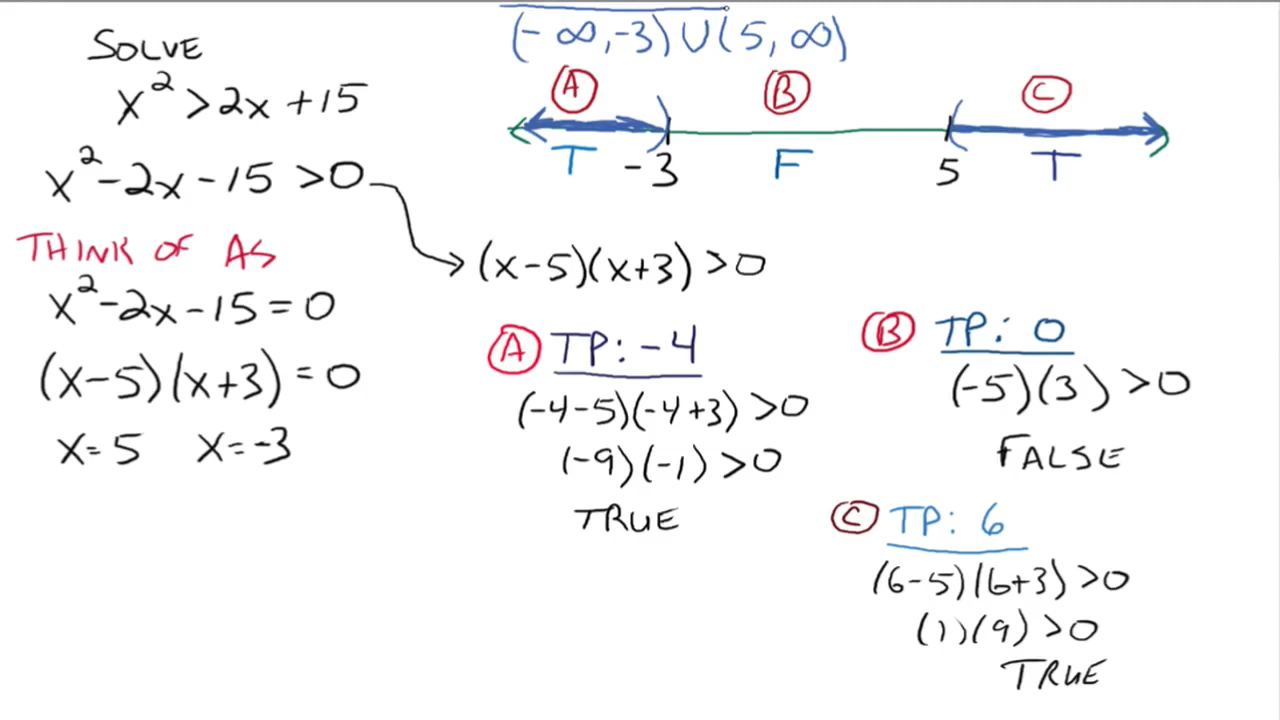 SOLVE
x² > 2x + 15
x² - 2x - 15 > 0
THINK OF AS
x² - 2x - 15 = 0
(x - 5)(x + 3) = 0
x = 5 x = -3
(-∞, -3) ∪ (5, ∞)
A B C
T -3 F 5 T
(x - 5)(x + 3) > 0
A TP: -4
(-4 - 5)(-4 + 3) > 0
(-9)(-1) > 0
TRUE
B TP: 0
(-5)(3) > 0
FALSE
C TP: 6
(6 - 5)(6 + 3) > 0
(1)(9) > 0
TRUE